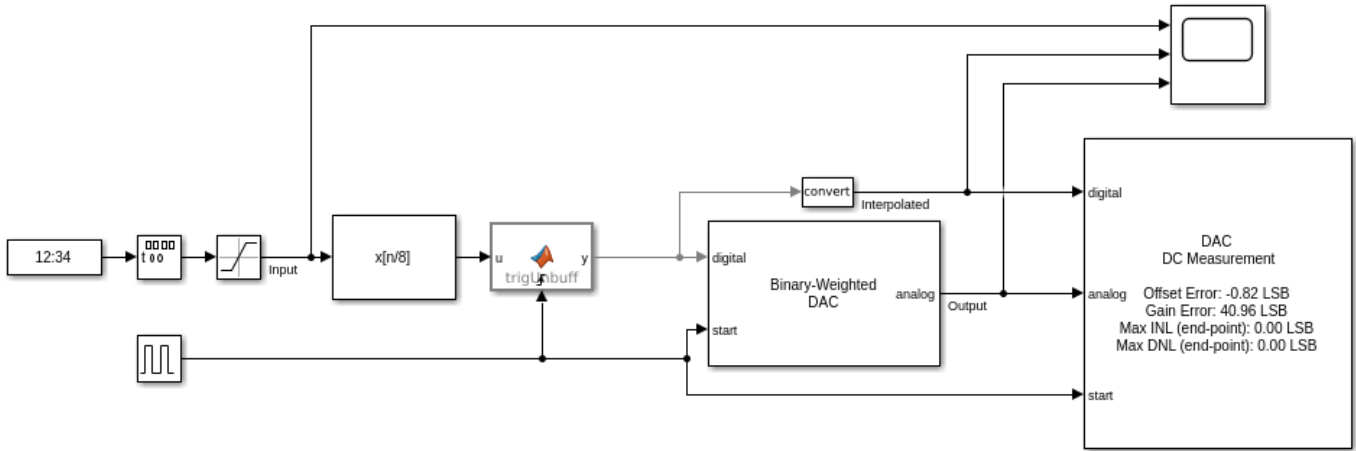 12:34
Input
x[n/8]
u
y
trigUnbuff
convert
Interpolated
digital
start
Binary-Weighted
DAC
analog
Output
digital
analog
start
DAC
DC Measurement
Offset Error: -0.82 LSB
Gain Error: 40.96 LSB
Max INL (end-point): 0.00 LSB
Max DNL (end-point): 0.00 LSB